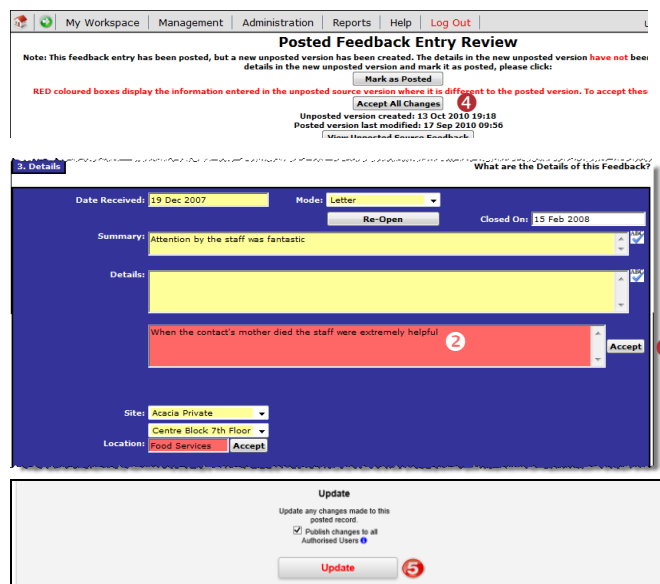 My Workspace Management Administration Reports Help Log Out
Posted Feedback Entry Review
Note: This feedback entry has been posted, but a new unposted version has been created. The details in the new unposted version have not
details in the new unposted version and mark it as posted, please click:
Mark as Posted
RED coloured boxes display the information entered in the unposted source version where it is different to the posted version. To accept
Accept All Changes 4
Unposted version created: 13 Oct 2010 19:18
Posted version last modified: 17 Sep 2010 09:56
View Unposted Source Feedback
3. Details What are the Details of this Feedback?
Date Received: 19 Dec 2007 Mode: Letter
Re-Open Closed On: 15 Feb 2008
Summary: Attention by the staff was fantastic ABC
Details: ABC
When the contact's mother died the staff were extremely helpful 2
Accept
Site: Acacia Private
Centre Block 7th Floor
Location: Food Services Accept
Update
Update any changes made to this
posted record.
Publish changes to all
Authorised Users
Update 5